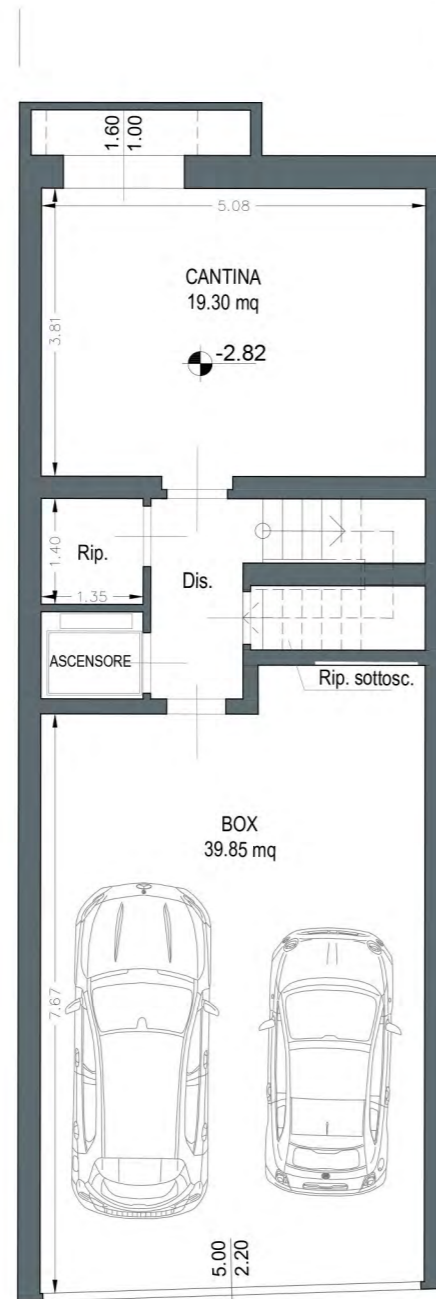 1.60
1.00
5.08
CANTINA
19.30 mq
3.81
-2.82
1.40
Rip.
1.35
Dis.
ASCENSORE
Rip. sottosc.
BOX
39.85 mq
7.67
5.00
2.20